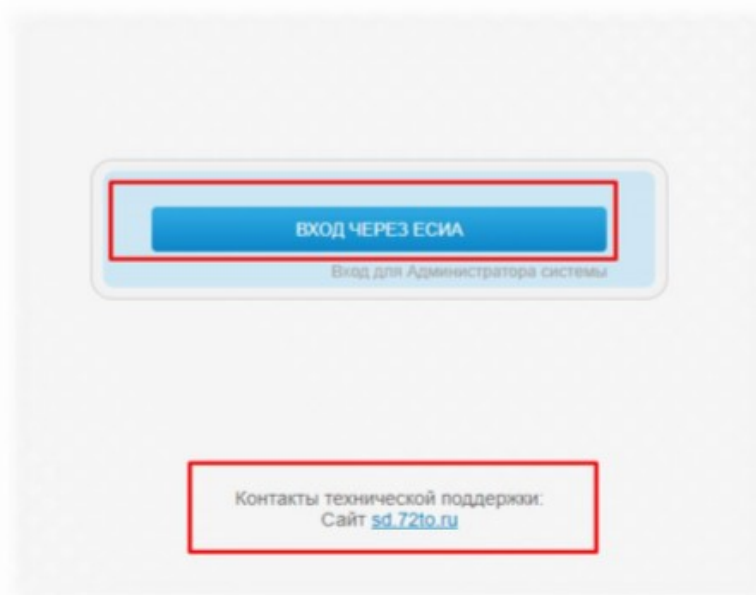 ВХОД ЧЕРЕЗ ЕСИА
Вход для Администратора системы
Контакты технической поддержки:
Сайт sd.72to.ru